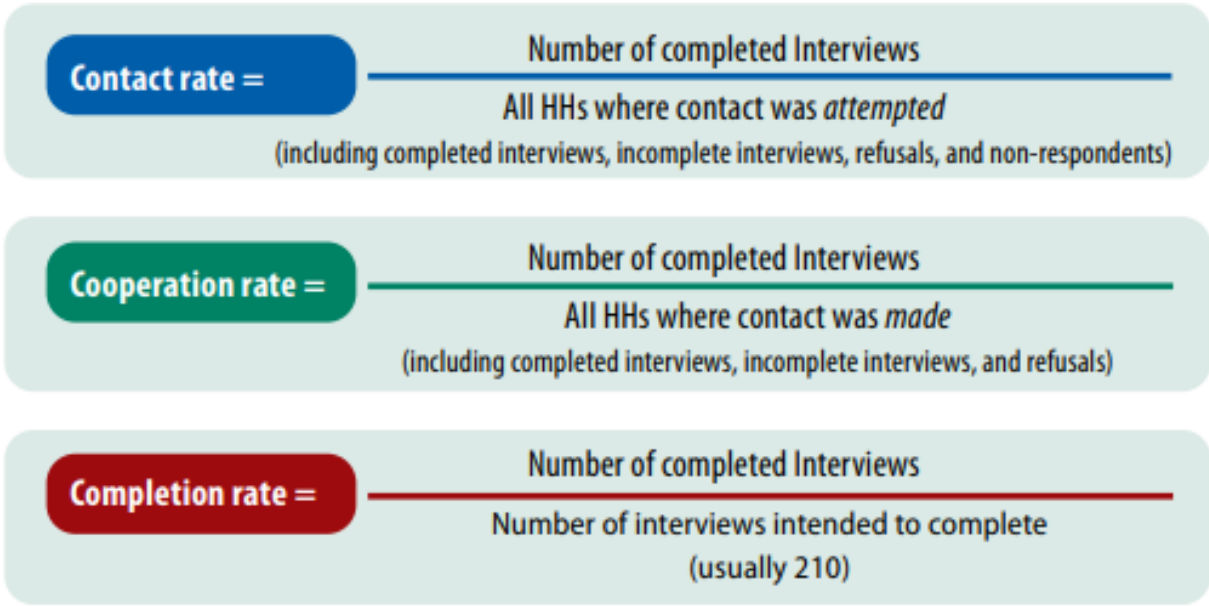 Number of completed Interviews
Contact rate =
All HHs where contact was attempted
(including completed interviews, incomplete interviews, refusals, and non-respondents)
Number of completed Interviews
Cooperation rate =
All HHs where contact was made
(including completed interviews, incomplete interviews, and refusals)
Number of completed Interviews
Completion rate =
Number of interviews intended to complete
(usually 210)